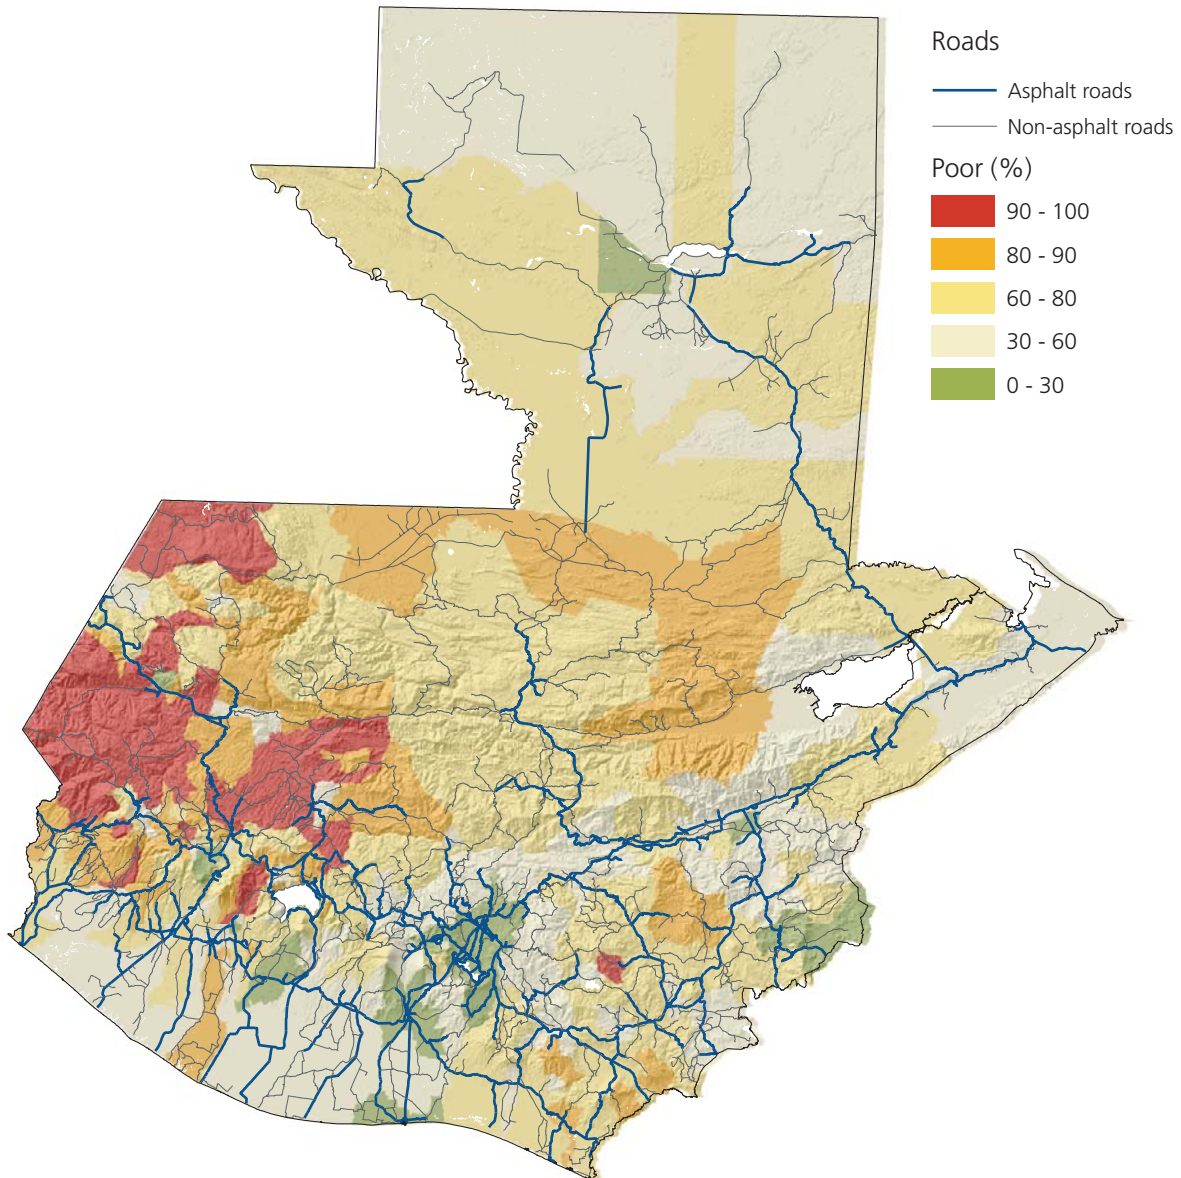 Roads
Asphalt roads
Non-asphalt roads
Poor (%)
90 - 100
80 - 90
60 - 80
30 - 60
0 - 30